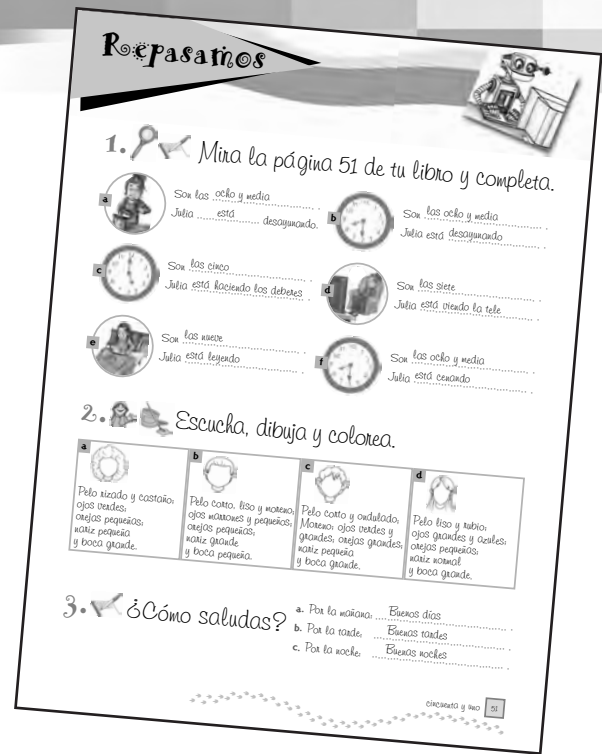 Repasamos
1. Mira la página 51 de tu libro y completa.
a
Son las ocho y media.
Julia está desayunando.
b
Son las ocho y media.
Julia está desayunando.
c
Son las cinco.
Julia está haciendo los deberes.
d
Son las siete.
Julia está viendo la tele.
e
Son las nueve.
Julia está leyendo.
f
Son las ocho y media.
Julia está cenando.
2. Escucha, dibuja y colorea.
a
Pelo rizado y castaño;
ojos verdes;
orejas pequeñas;
nariz pequeña
y boca grande.
b
Pelo corto, liso y moreno;
ojos marrones y pequeños;
orejas pequeñas;
nariz grande
y boca pequeña.
c
Pelo corto y ondulado;
Moreno; ojos verdes y
grandes; orejas grandes;
nariz pequeña
y boca grande.
d
Pelo liso y rubio;
ojos grandes y azules;
orejas pequeñas;
nariz normal
y boca grande.
3. ¿Cómo saludas?
a. Por la mañana: Buenos días.
b. Por la tarde: Buenas tardes.
c. Por la noche: Buenas noches.
cincuenta y uno 51